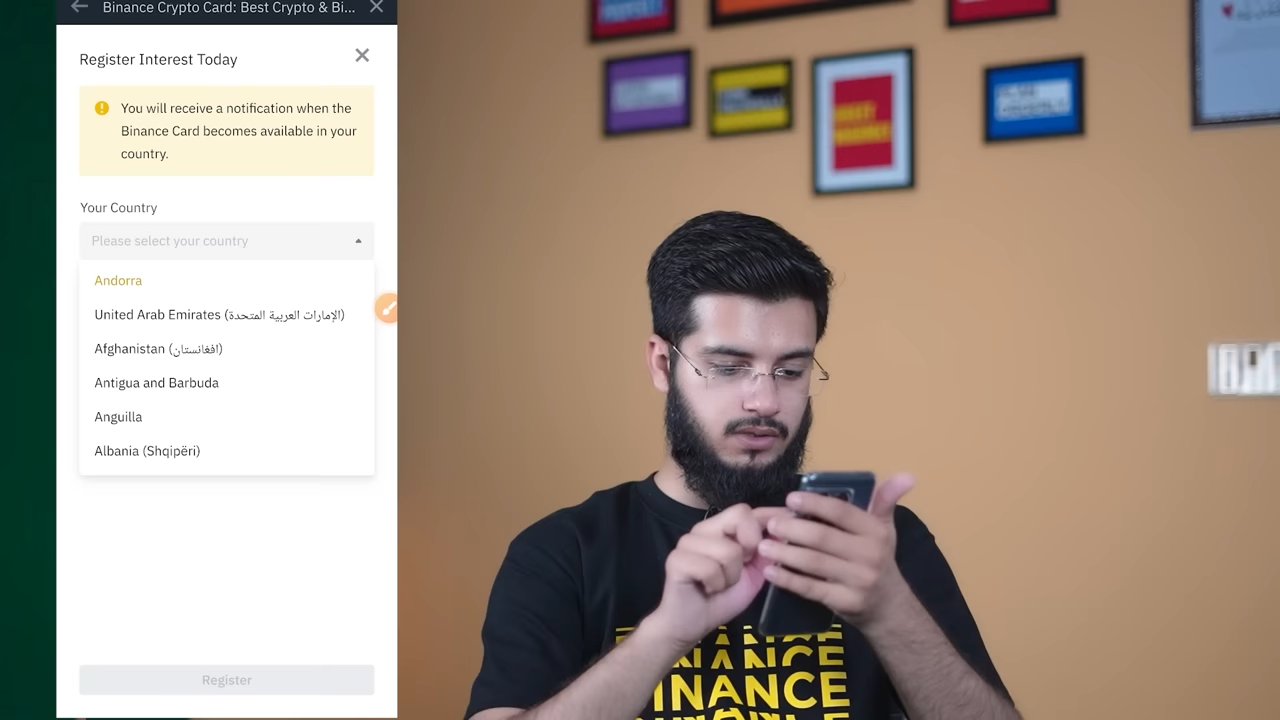 Binance Crypto Card: Best Crypto & Bi...
Register Interest Today
You will receive a notification when the
Binance Card becomes available in your
country.
Your Country
Please select your country
Andorra
United Arab Emirates (الإمارات العربية المتحدة)
Afghanistan (افغانستان)
Antigua and Barbuda
Anguilla
Albania (Shqipëri)
Register
BINANCE